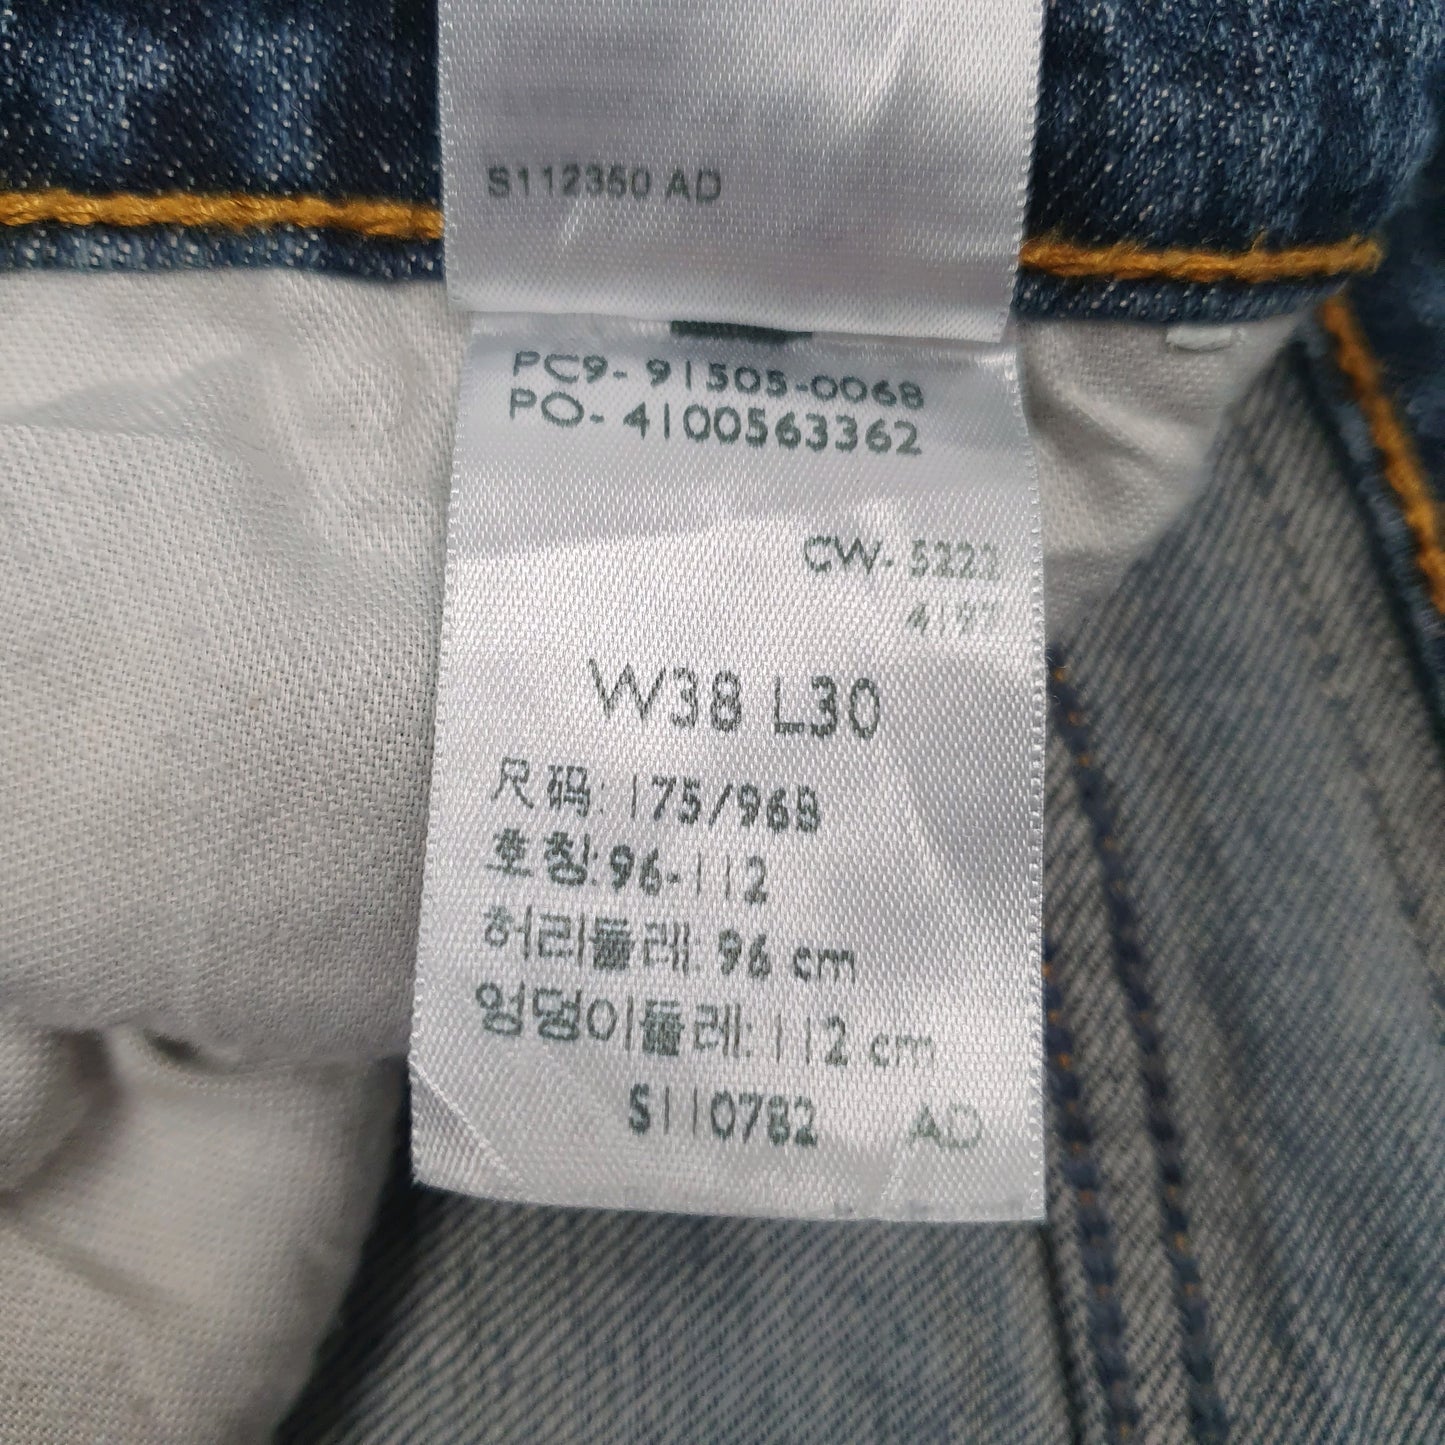 S112350 AD
PC9- 91505-0068
PO- 4100563362
CW- 5222
4197
W38 L30
尺码: 175/96B
호칭:96-112
허리둘레: 96 cm
엉덩이둘레: 112 cm
S110782 AD